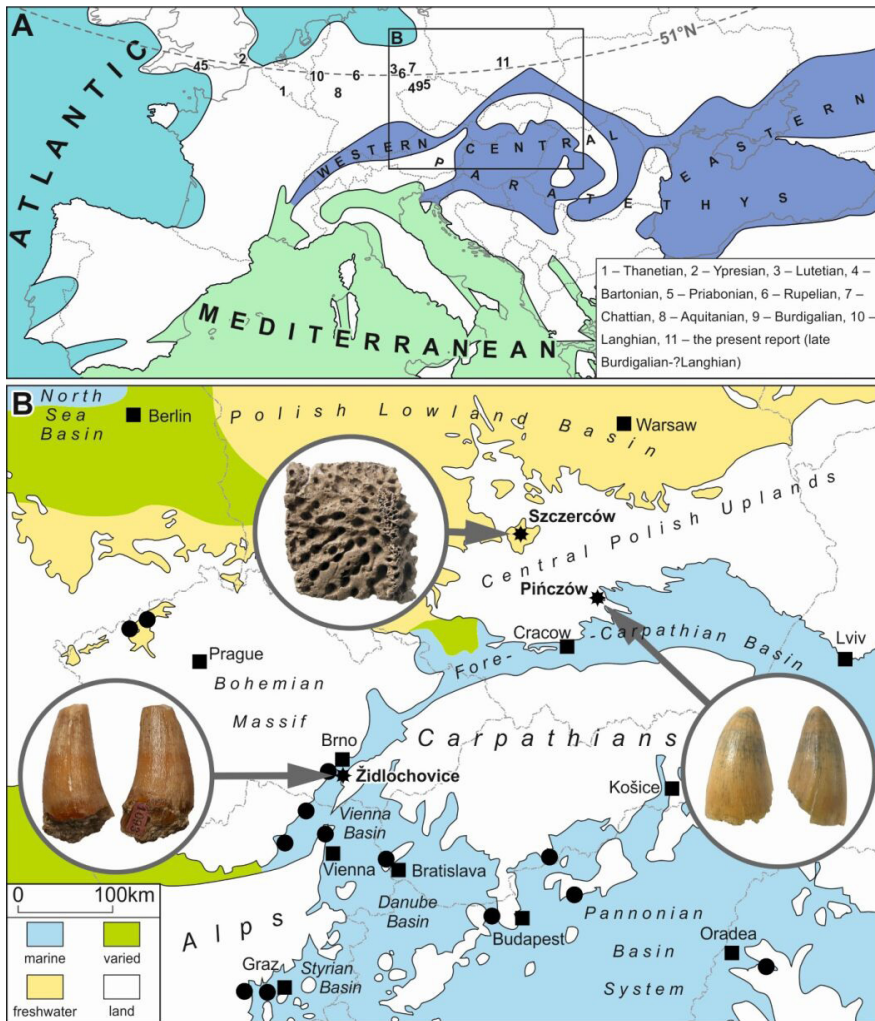 A
B
51°N
ATLANTIC
45
2
1
10
8
6
3
6
7
495
11
WESTERN
CENTRAL
EASTERN
PARATETHYS
MEDITERRANEAN
1 – Thanetian, 2 – Ypresian, 3 – Lutetian, 4 –
Bartonian, 5 – Priabonian, 6 – Rupelian, 7 –
Chattian, 8 – Aquitanian, 9 – Burdigalian, 10 –
Langhian, 11 – the present report (late
Burdigalian-?Langhian)
B
North
Sea
Basin
Berlin
Polish Lowland Basin
Warsaw
Szczerców
Central Polish Uplands
Pińczów
Prague
Bohemian
Massif
Cracow
Fore-
-Carpathian Basin
Lviv
Brno
Židlochovice
Carpathians
Košice
1093
Vienna
Basin
Vienna
Bratislava
Danube
Basin
Budapest
Pannonian
Basin
System
Oradea
Alps
Graz
Styrian
Basin
0 100km
marine
varied
freshwater
land